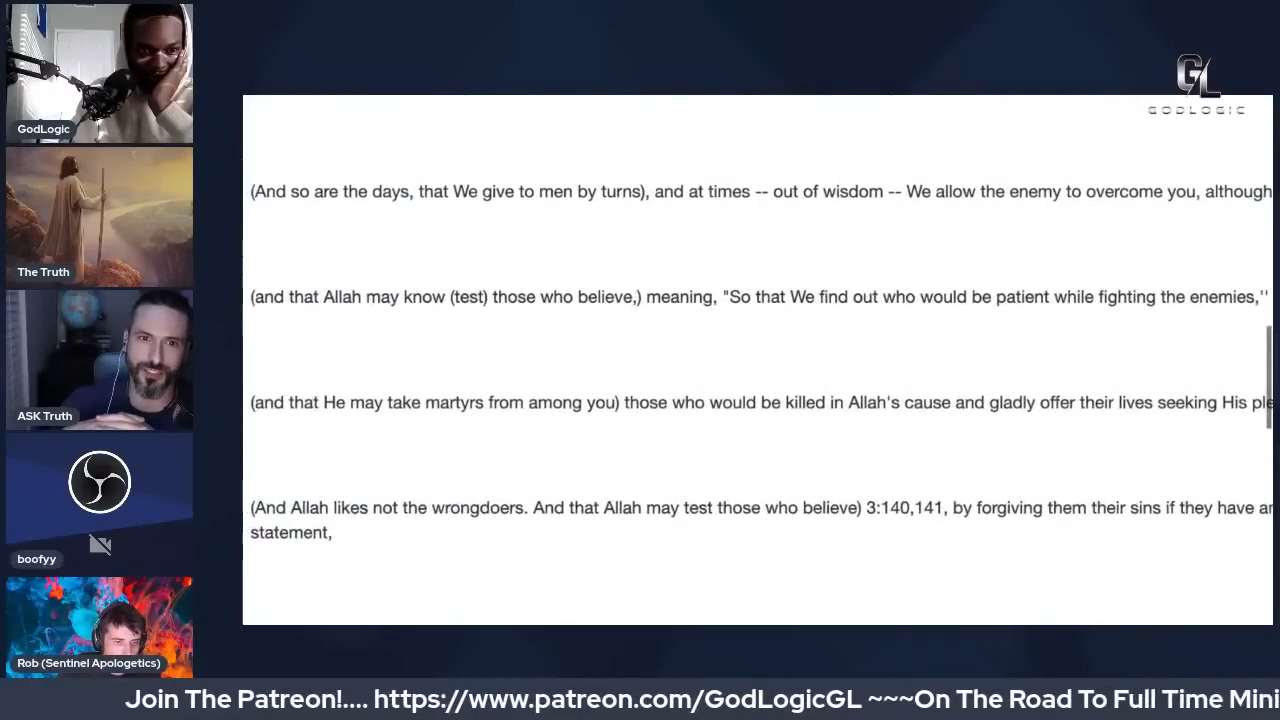 GL
GODLOGIC
GodLogic
The Truth
ASK Truth
boofyy
Rob (Sentinel Apologetics)
(And so are the days, that We give to men by turns), and at times -- out of wisdom -- We allow the enemy to overcome you, although
(and that Allah may know (test) those who believe,) meaning, "So that We find out who would be patient while fighting the enemies,''
(and that He may take martyrs from among you) those who would be killed in Allah's cause and gladly offer their lives seeking His ple
(And Allah likes not the wrongdoers. And that Allah may test those who believe) 3:140,141, by forgiving them their sins if they have an
statement,
Join The Patreon!.... https://www.patreon.com/GodLogicGL ~~~On The Road To Full Time Mini